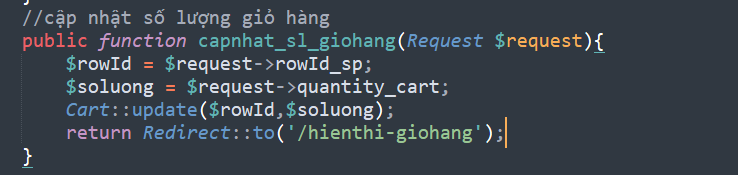 //cập nhật số lượng giỏ hàng
public function capnhat_sl_giohang(Request $request){
$rowId = $request->rowId_sp;
$soluong = $request->quantity_cart;
Cart::update($rowId,$soluong);
return Redirect::to('/hienthi-giohang');
}